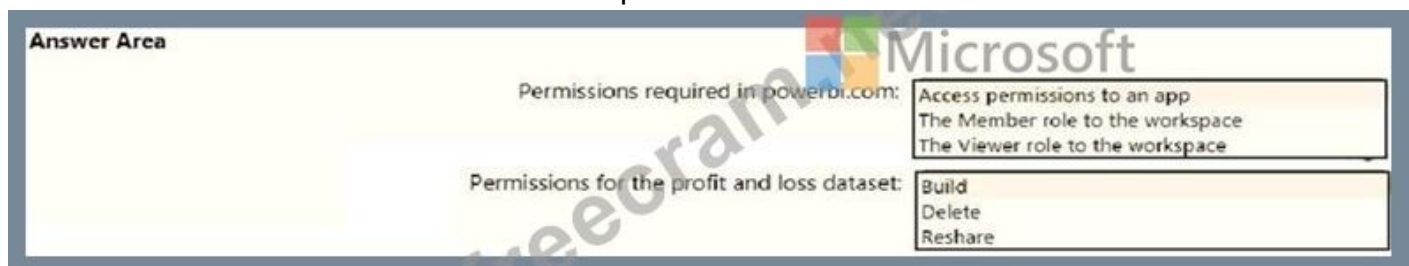 Answer Area
Microsoft
Permissions required in powerbi.com:
Access permissions to an app
The Member role to the workspace
The Viewer role to the workspace
Permissions for the profit and loss dataset:
Build
Delete
Reshare